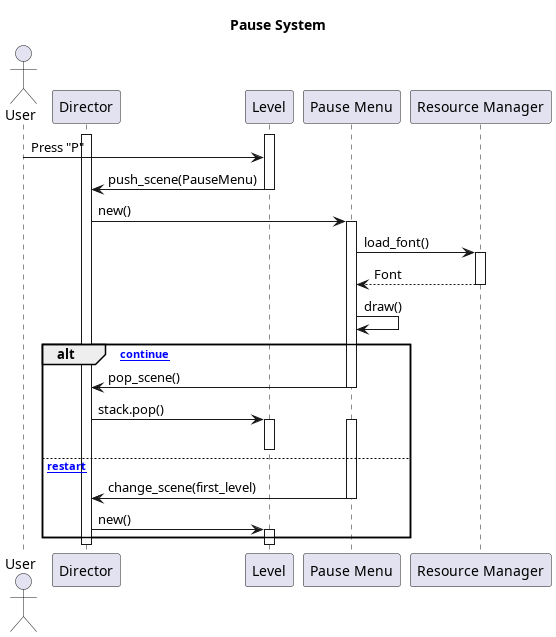 Pause System
User
Director
Level
Pause Menu
Resource Manager
Press "P"
push_scene(PauseMenu)
new()
load_font()
Font
draw()
alt
continue
pop_scene()
stack.pop()
restart
change_scene(first_level)
new()
User
Director
Level
Pause Menu
Resource Manager